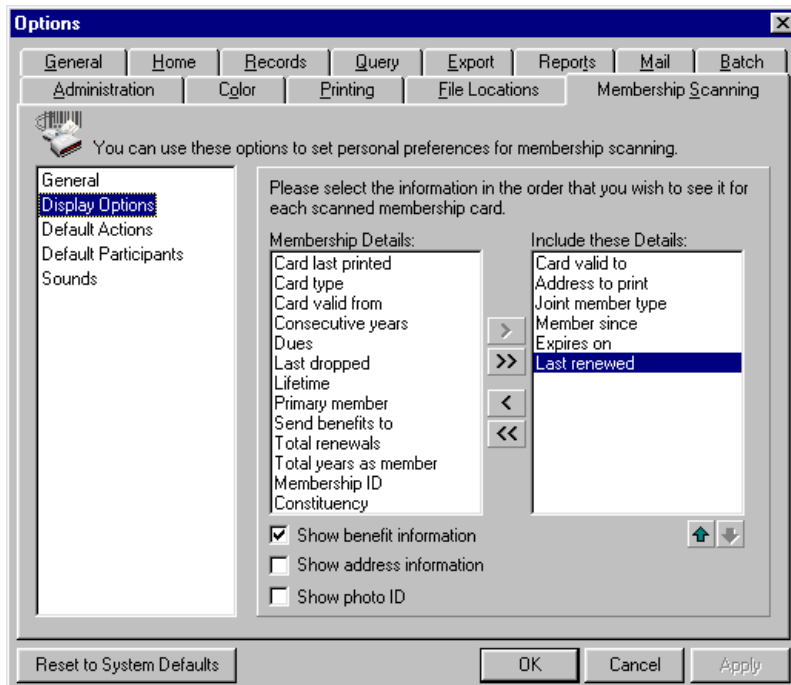 Options
General Home Records Query Export Reports Mail Batch
Administration Color Printing File Locations Membership Scanning
You can use these options to set personal preferences for membership scanning.
General
Display Options
Default Actions
Default Participants
Sounds
Please select the information in the order that you wish to see it for
each scanned membership card.
Membership Details:
Card last printed
Card type
Card valid from
Consecutive years
Dues
Last dropped
Lifetime
Primary member
Send benefits to
Total renewals
Total years as member
Membership ID
Constituency
>
>>
<
<<
Include these Details:
Card valid to
Address to print
Joint member type
Member since
Expires on
Last renewed
Show benefit information
Show address information
Show photo ID
Reset to System Defaults OK Cancel Apply